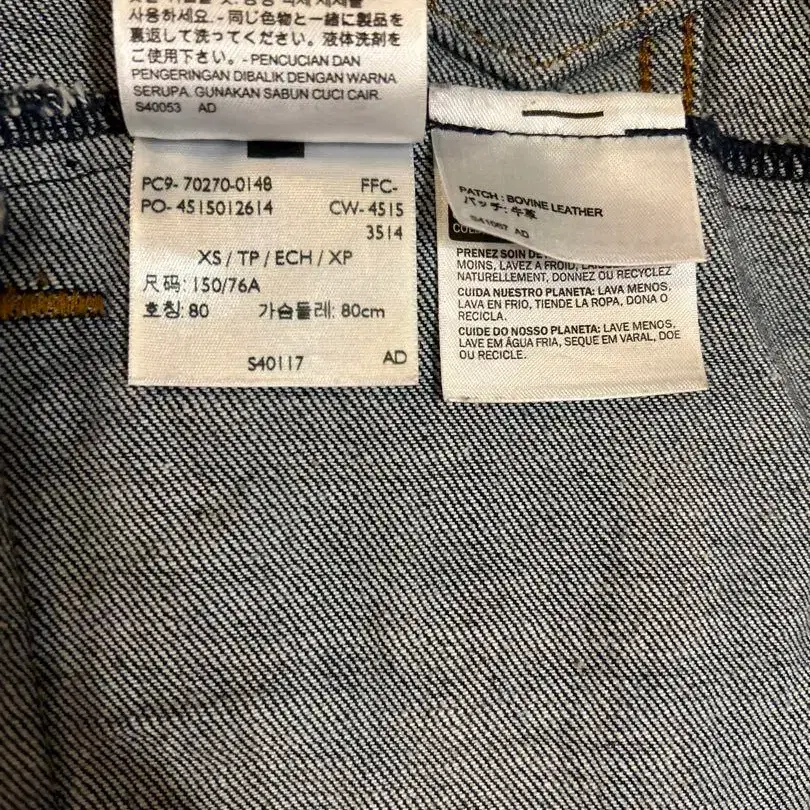 사용하세요. - 同じ色物と一緒に製品を
裏返して洗ってください。液体洗剤を
ご使用下さい。- PENCUCIAN DAN
PENGERINGAN DIBALIK DENGAN WARNA
SERUPA. GUNAKAN SABUN CUCI CAIR.
S40053 AD
PC9- 70270-0148 FFC-
PO- 4515012614 CW- 4515
3514
XS / TP / ECH / XP
尺码: 150/76A
호칭: 80 가슴둘레: 80cm
S40117 AD
PATCH : BOVINE LEATHER
パッチ: 牛革
S41067 AD
PRENEZ SOIN DE
MOINS, LAVEZ À FROID,
NATURELLEMENT, DONNEZ OU RECYCLEZ
CUIDA NUESTRO PLANETA: LAVA MENOS,
LAVA EN FRIO, TIENDE LA ROPA, DONA O
RECICLA.
CUIDE DO NOSSO PLANETA: LAVE MENOS,
LAVE EM ÁGUA FRIA, SEQUE EM VARAL, DOE
OU RECICLE.